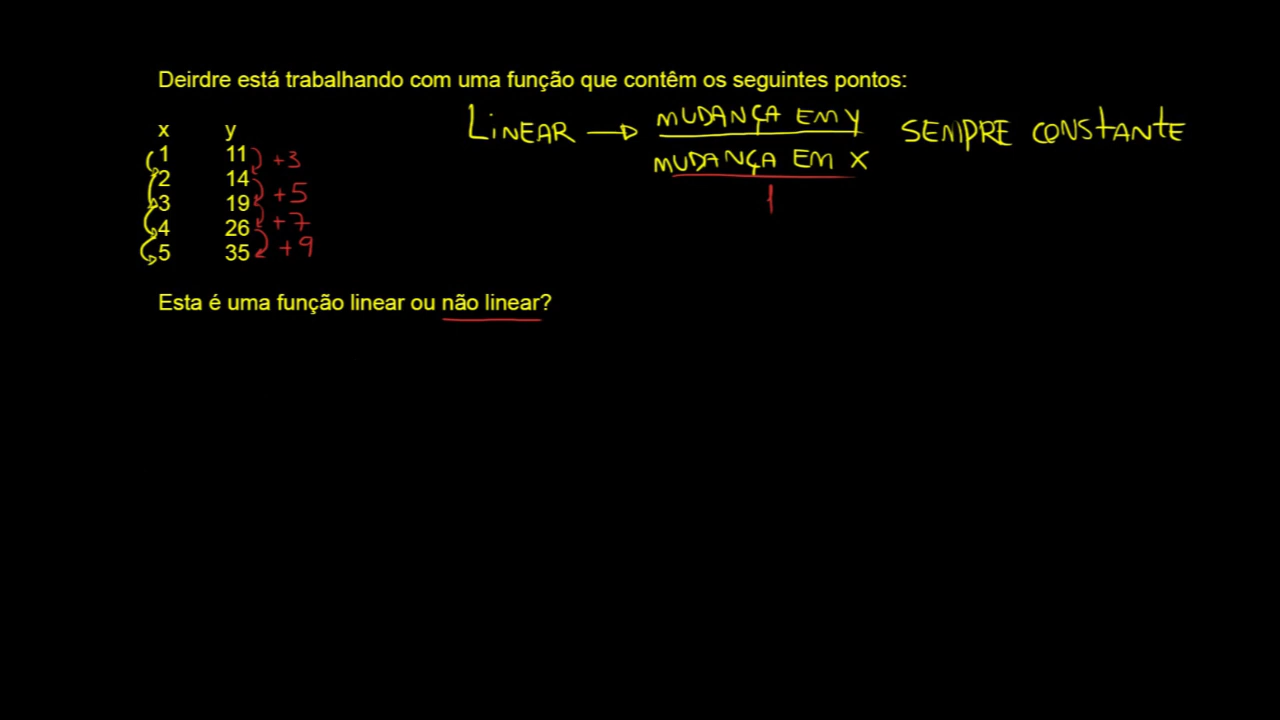 Deirdre está trabalhando com uma função que contêm os seguintes pontos:
LINEAR → MUDANÇA EM Y SEMPRE CONSTANTE
MUDANÇA EM X
1
x y
1 11 +3
2 14 +5
3 19 +7
4 26 +9
5 35
Esta é uma função linear ou não linear?